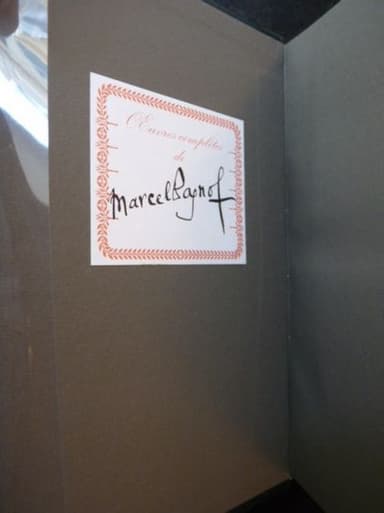 Œuvres complètes
de
Marcel Pagnol